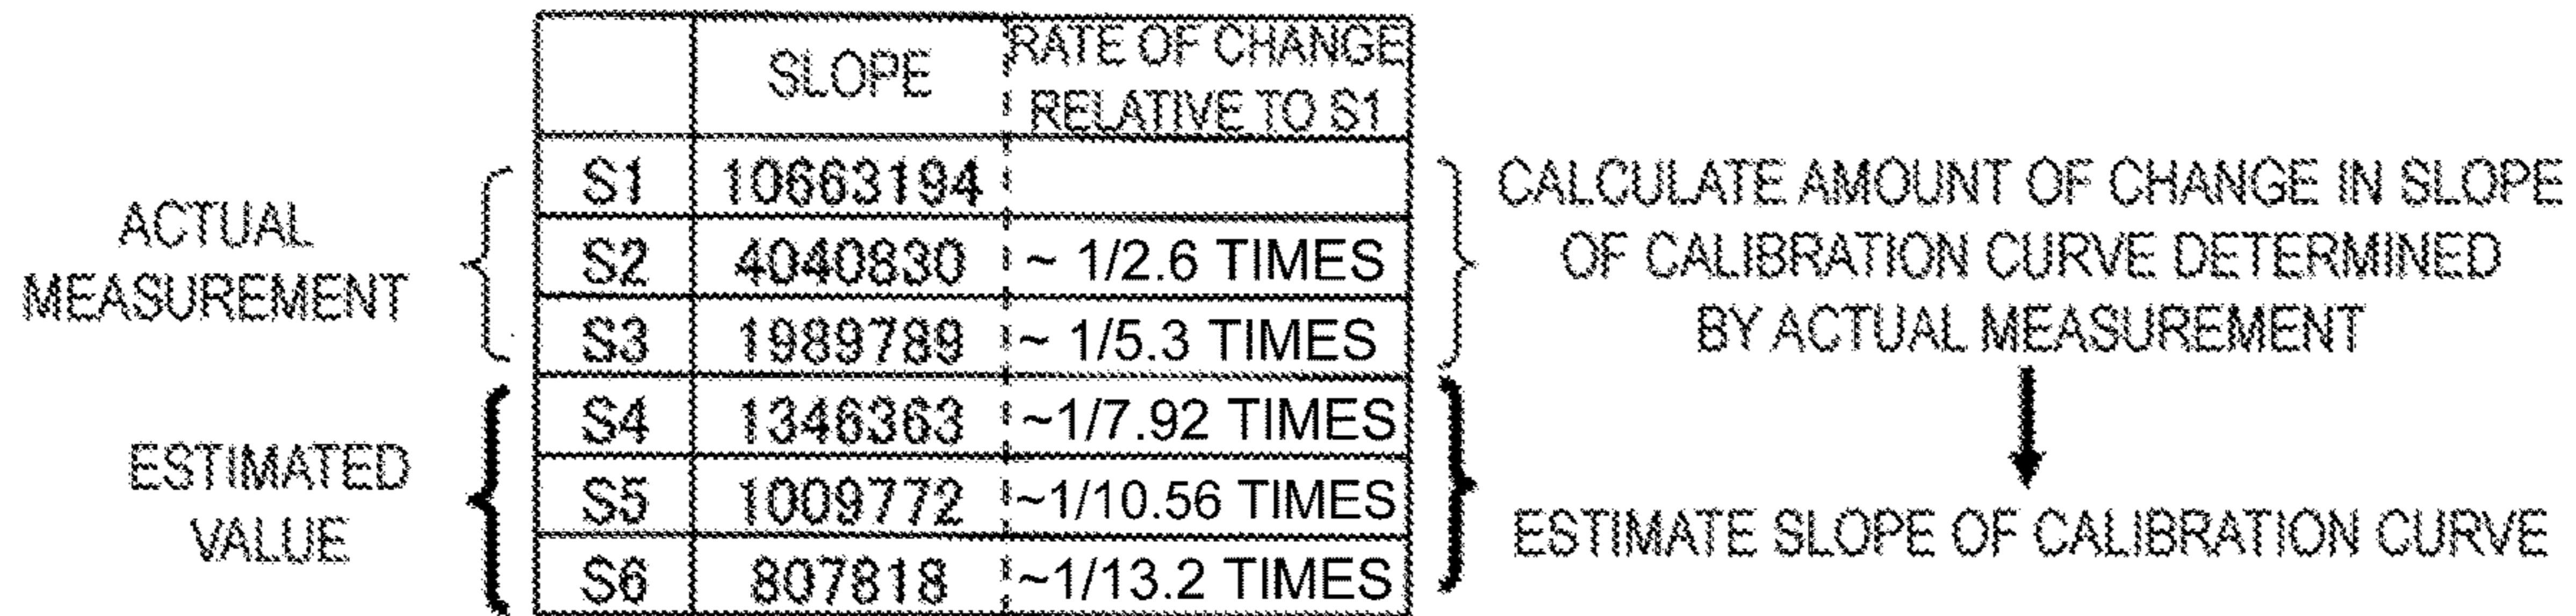 SLOPE
RATE OF CHANGE
RELATIVE TO S1
S1 10663194
S2 4040830 ~ 1/2.6 TIMES
S3 1989789 ~ 1/5.3 TIMES
S4 1346363 ~1/7.92 TIMES
S5 1009772 ~1/10.56 TIMES
S6 807818 ~1/13.2 TIMES
ACTUAL
MEASUREMENT
ESTIMATED
VALUE
CALCULATE AMOUNT OF CHANGE IN SLOPE
OF CALIBRATION CURVE DETERMINED
BY ACTUAL MEASUREMENT
ESTIMATE SLOPE OF CALIBRATION CURVE